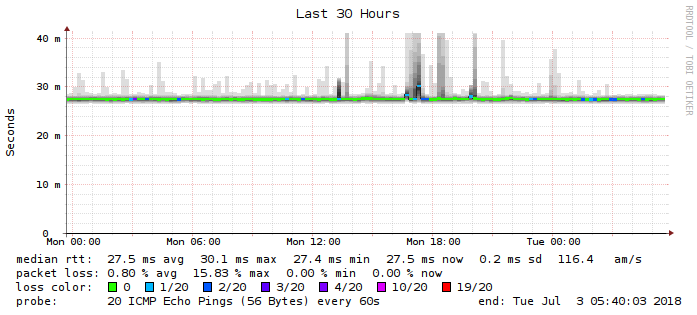 Last 30 Hours
RRDTOOL / TOBI OETIKER
Seconds
40 m
30 m
20 m
10 m
0
Mon 00:00 Mon 06:00 Mon 12:00 Mon 18:00 Tue 00:00
median rtt: 27.5 ms avg 30.1 ms max 27.4 ms min 27.5 ms now 0.2 ms sd 116.4 am/s
packet loss: 0.80 % avg 15.83 % max 0.00 % min 0.00 % now
loss color: 0 1/20 2/20 3/20 4/20 10/20 19/20
probe: 20 ICMP Echo Pings (56 Bytes) every 60s end: Tue Jul 3 05:40:03 2018